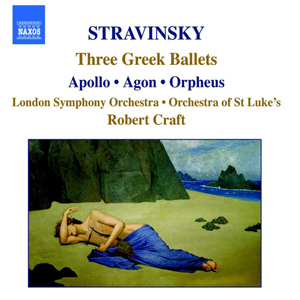 NAXOS
STRAVINSKY
Three Greek Ballets
Apollo • Agon • Orpheus
London Symphony Orchestra • Orchestra of St Luke's
Robert Craft